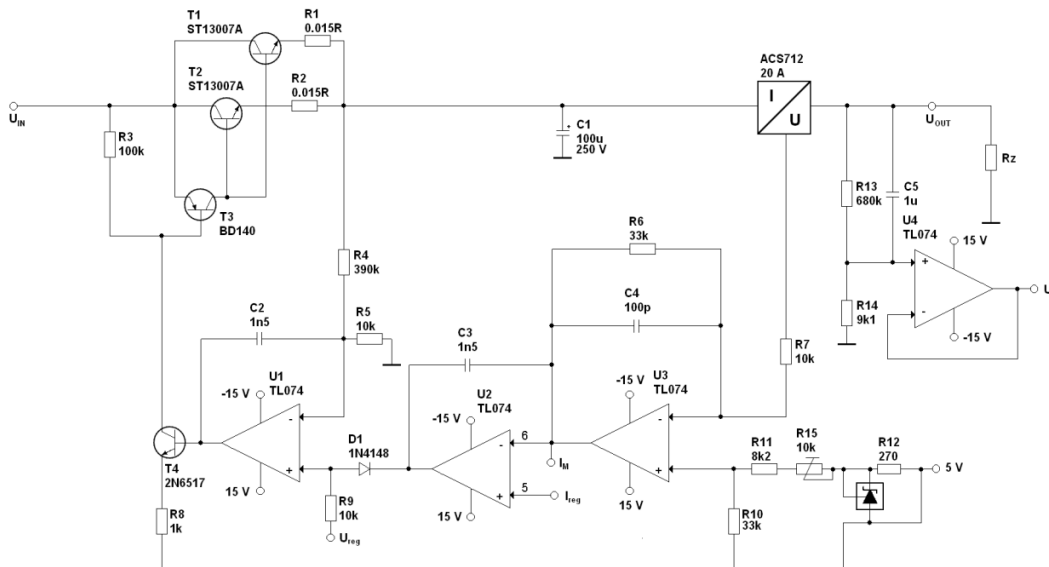 T1
ST13007A
R1
0.015R
T2
ST13007A
R2
0.015R
ACS712
20 A
I
U
U_IN
R3
100k
+
C1
100u
250 V
U_OUT
Rz
T3
BD140
R13
680k
C5
1u
R6
33k
U4
TL074
15 V
R4
390k
C4
100p
+
-
U
C2
1n5
R5
10k
C3
1n5
R14
9k1
-15 V
R7
10k
U1
TL074
-15 V
U2
TL074
-15 V
U3
TL074
-15 V
-
-
-
D1
1N4148
6
R11
8k2
R15
10k
R12
270
5 V
T4
2N6517
+
+
I_M
5
+
I_reg
15 V
15 V
15 V
R9
10k
R10
33k
R8
1k
U_reg